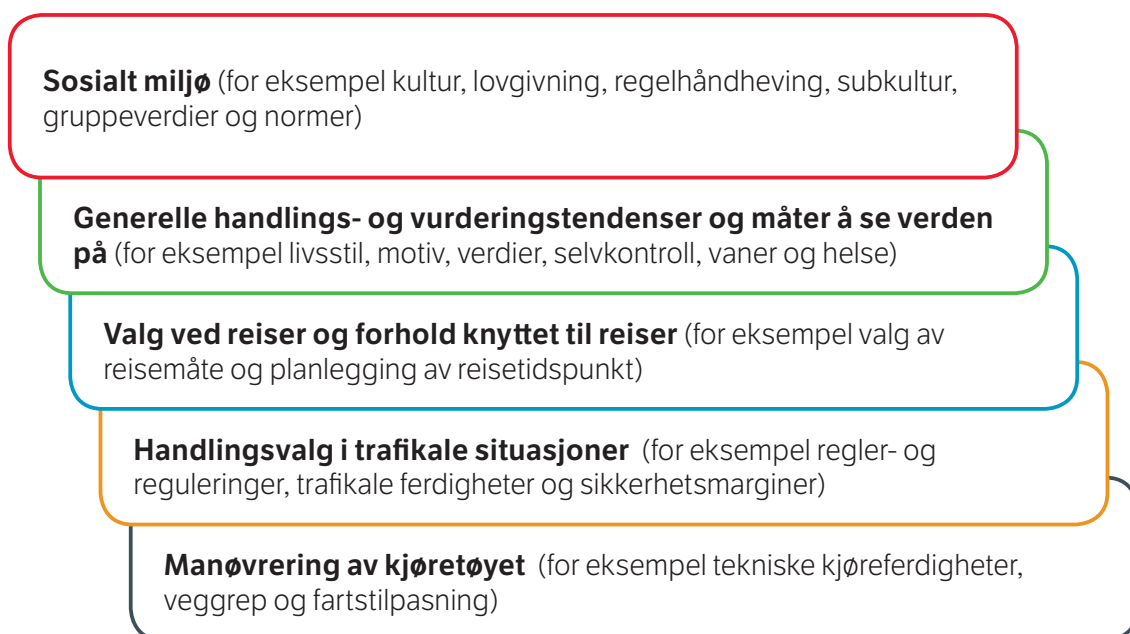 Sosialt miljø (for eksempel kultur, lovgivning, regelhåndheving, subkultur,
gruppeverdier og normer)
Generelle handlings- og vurderingstendenser og måter å se verden
på (for eksempel livsstil, motiv, verdier, selvkontroll, vaner og helse)
Valg ved reiser og forhold knyttet til reiser (for eksempel valg av
reisemåte og planlegging av reisetidspunkt)
Handlingsvalg i trafikale situasjoner (for eksempel regler- og
reguleringer, trafikale ferdigheter og sikkerhetsmarginer)
Manøvrering av kjøretøyet (for eksempel tekniske kjøreferdigheter,
veggrep og fartstilpasning)